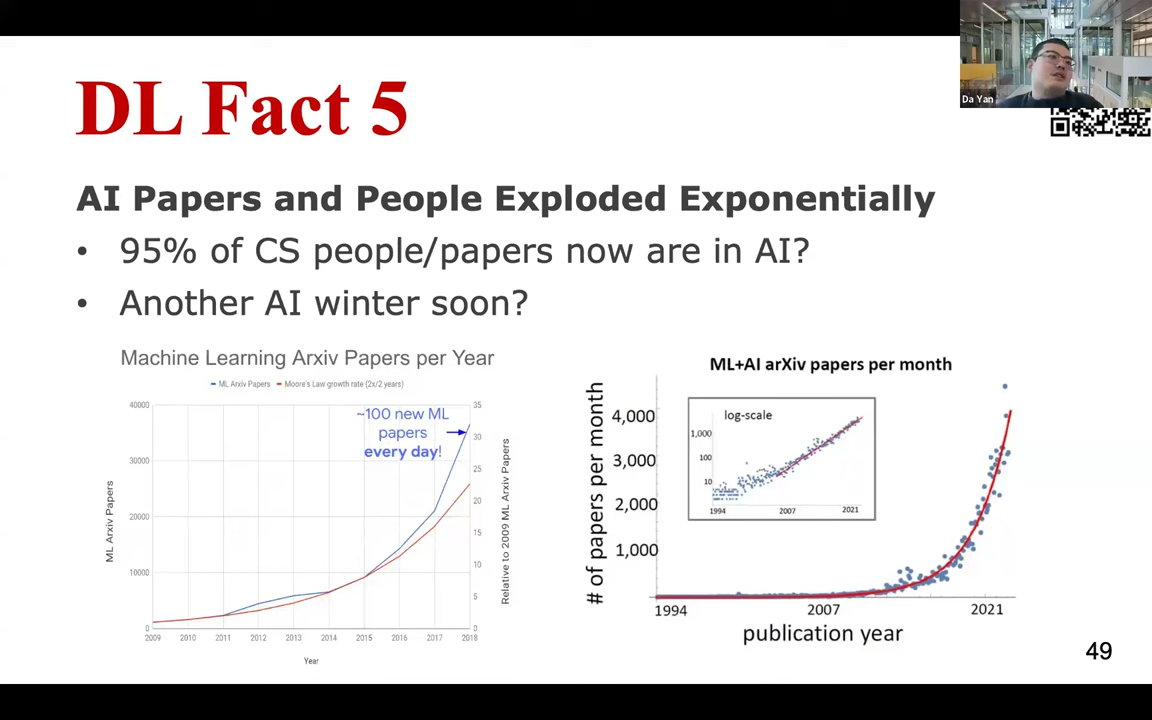 Da Yan
DL Fact 5
AI Papers and People Exploded Exponentially
• 95% of CS people/papers now are in AI?
• Another AI winter soon?
Machine Learning Arxiv Papers per Year
ML Arxiv Papers
Moore's Law growth rate (2x/2 years)
~100 new ML
papers
every day!
40000
30000
20000
10000
0
35
30
25
20
15
10
5
0
ML Arxiv Papers
Relative to 2009 ML Arxiv Papers
2009 2010 2011 2012 2013 2014 2015 2016 2017 2018
Year
ML+AI arXiv papers per month
# of papers per month
4,000
3,000
2,000
1,000
log-scale
1,000
100
10
1994 2007 2021
1994 2007 2021
publication year
49